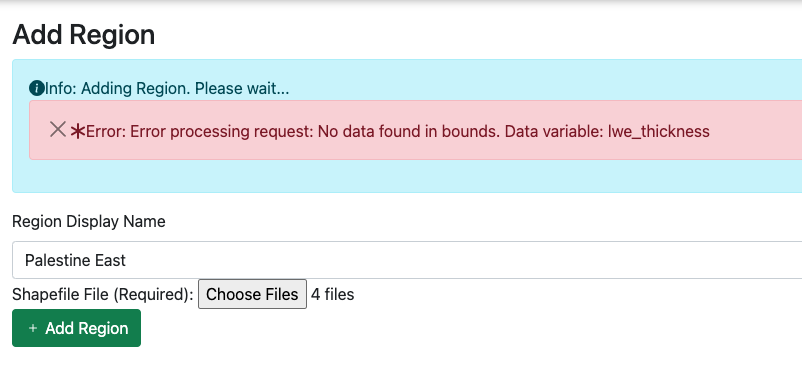 Add Region
Info: Adding Region. Please wait...
Error: Error processing request: No data found in bounds. Data variable: lwe_thickness
Region Display Name
Palestine East
Shapefile File (Required): Choose Files 4 files
+ Add Region